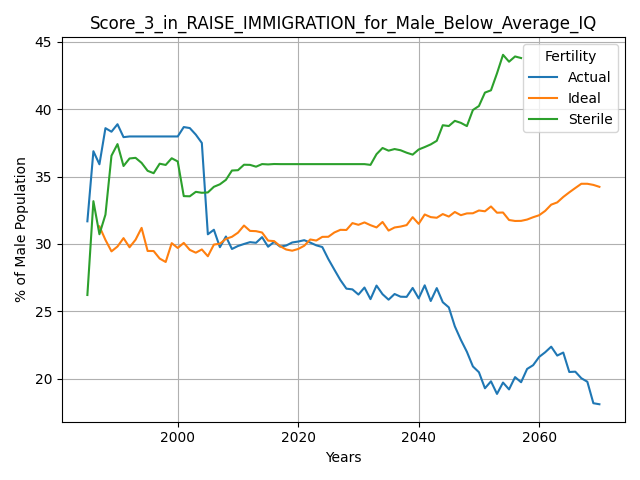 Score_3_in_RAISE_IMMIGRATION_for_Male_Below_Average_IQ
% of Male Population
45
40
35
30
25
20
Fertility
Actual
Ideal
Sterile
2000 2020 2040 2060
Years